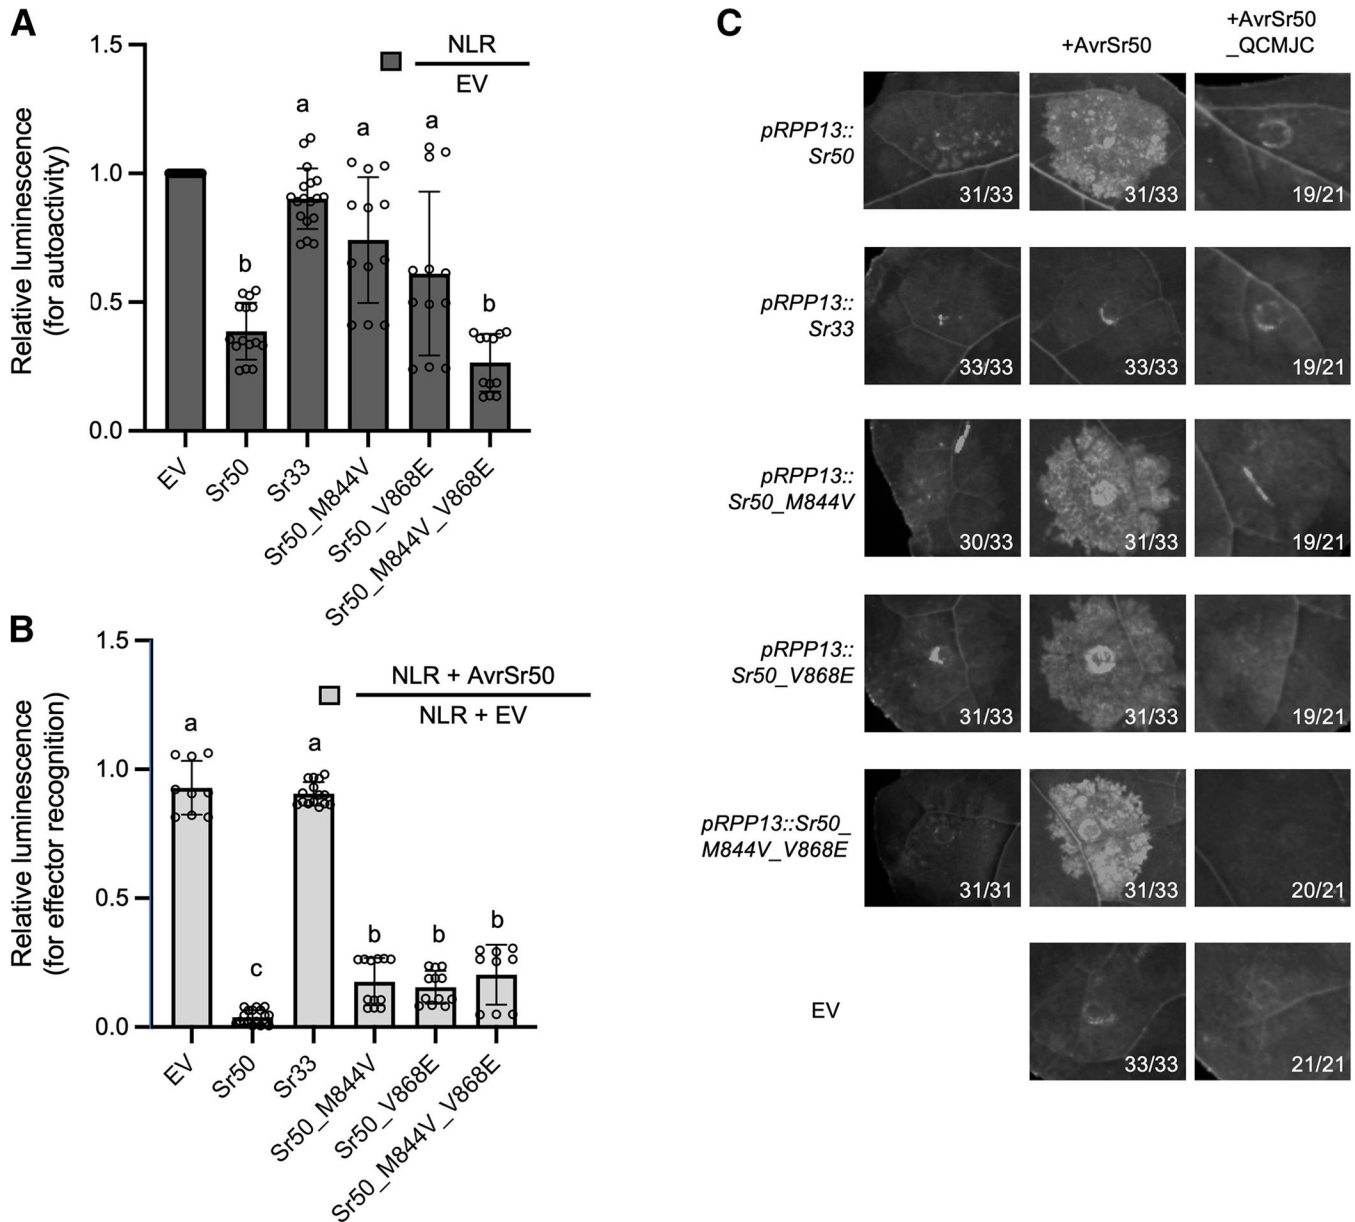 A
1.5
1.0
0.5
0.0
Relative luminescence
(for autoactivity)
NLR
EV
b
a
a
a
b
EV
Sr50
Sr33
Sr50_M844V
Sr50_V868E
Sr50_M844V_V868E
B
1.5
1.0
0.5
0.0
Relative luminescence
(for effector recognition)
NLR + AvrSr50
NLR + EV
a
c
a
b
b
b
EV
Sr50
Sr33
Sr50_M844V
Sr50_V868E
Sr50_M844V_V868E
C
+AvrSr50
+AvrSr50
_QCMJC
pRPP13::
Sr50
31/33
31/33
19/21
pRPP13::
Sr33
33/33
33/33
19/21
pRPP13::
Sr50_M844V
30/33
31/33
19/21
pRPP13::
Sr50_V868E
31/33
31/33
19/21
pRPP13::Sr50_
M844V_V868E
31/31
31/33
20/21
EV
33/33
21/21